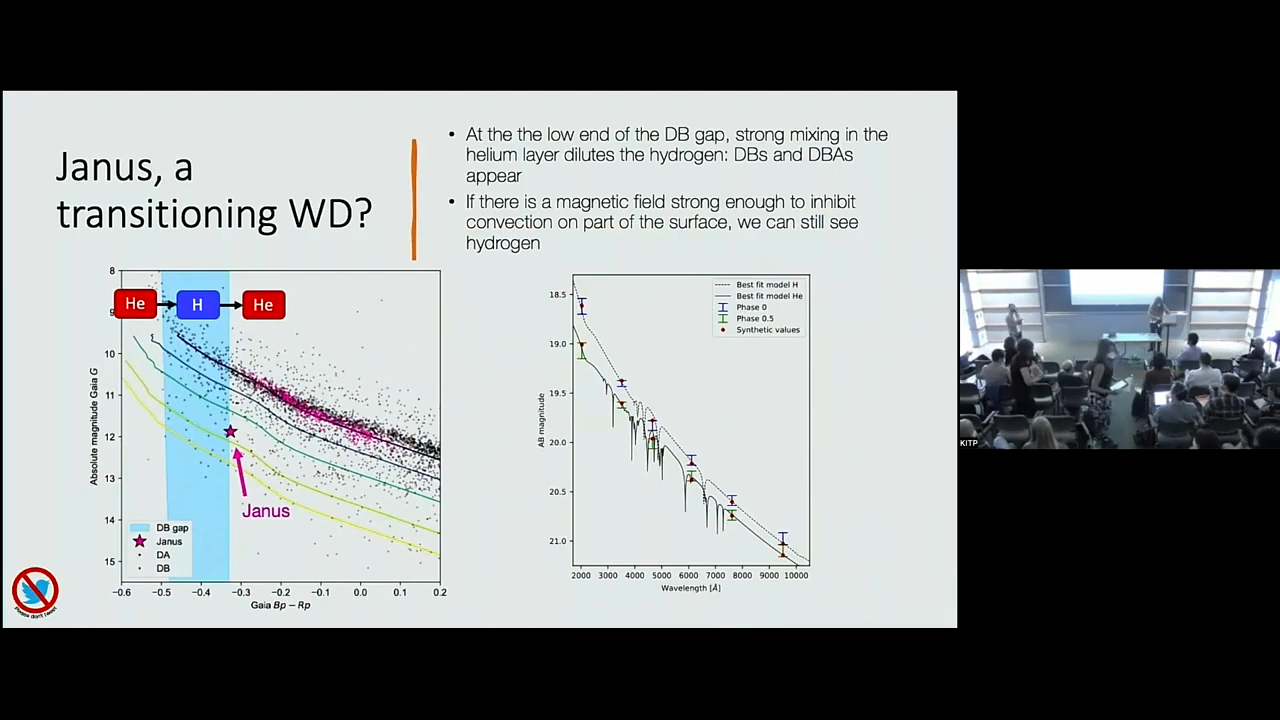 Janus, a
transitioning WD?
• At the the low end of the DB gap, strong mixing in the
helium layer dilutes the hydrogen: DBs and DBAs
appear
• If there is a magnetic field strong enough to inhibit
convection on part of the surface, we can still see
hydrogen
He
H
He
Janus
DB gap
Janus
DA
DB
8
9
10
11
12
13
14
15
Absolute magnitude Gaia G
−0.6 −0.5 −0.4 −0.3 −0.2 −0.1 0.0 0.1 0.2
Gaia Bp − Rp
Best fit model H
Best fit model He
Phase 0
Phase 0.5
Synthetic values
18.5
19.0
19.5
20.0
20.5
21.0
AB magnitude
2000 3000 4000 5000 6000 7000 8000 9000 10000
Wavelength [Å]
Please don't tweet
KITP